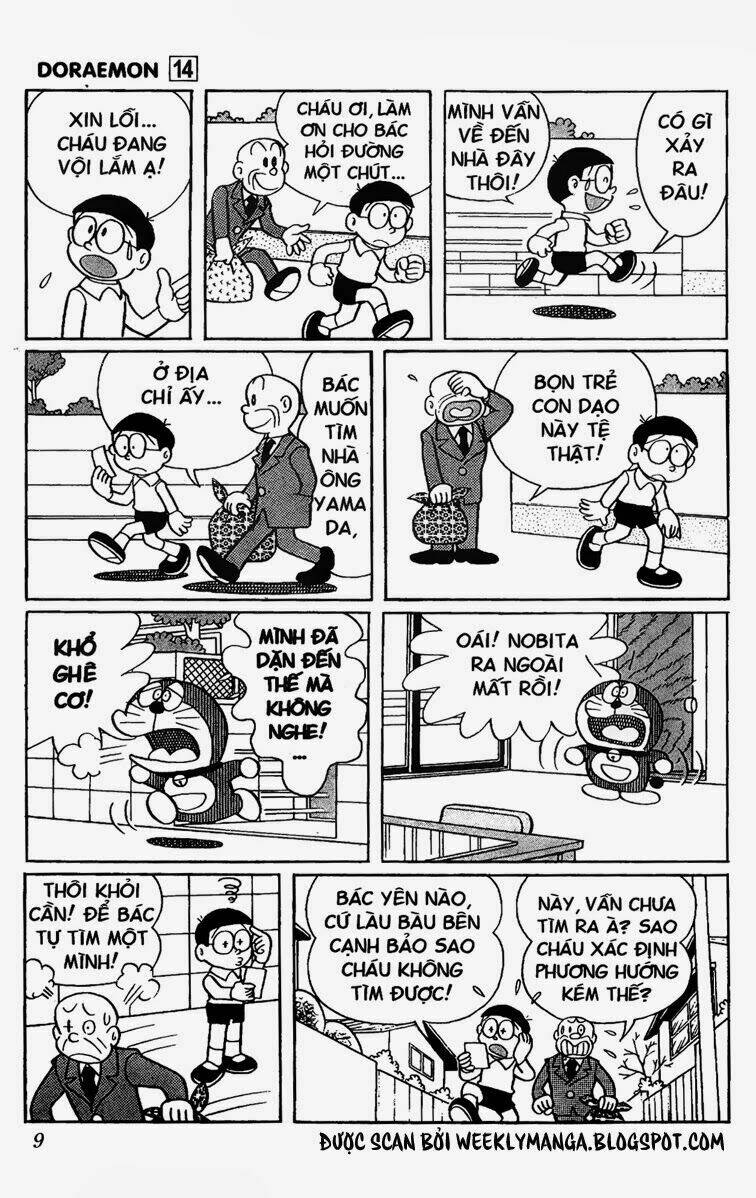 DORAEMON 14
CÓ GÌ
XẢY
RA
ĐÂU!
MÌNH VẪN
VỀ ĐẾN
NHÀ ĐÂY
THÔI!
CHÁU ƠI, LÀM
ƠN CHO BÁC
HỎI ĐƯỜNG
MỘT CHÚT...
XIN LỖI...
CHÁU ĐANG
VỘI LẮM Ạ!
BỌN TRẺ
CON DẠO
NÀY TỆ
THẬT!
BÁC
MUỐN
TÌM
NHÀ
ÔNG
YAMA
DA,
Ở ĐỊA
CHỈ ẤY...
OÁI! NOBITA
RA NGOÀI
MẤT RỒI!
MÌNH ĐÃ
DẶN ĐẾN
THẾ MÀ
KHÔNG
NGHE!
...
KHỔ
GHÊ
CƠ!
NÀY, VẪN CHƯA
TÌM RA À? SAO
CHÁU XÁC ĐỊNH
PHƯƠNG HƯỚNG
KÉM THẾ?
BÁC YÊN NÀO,
CỨ LÀU BÀU BÊN
CẠNH BẢO SAO
CHÁU KHÔNG
TÌM ĐƯỢC!
THÔI KHỎI
CẦN! ĐỂ BÁC
TỰ TÌM MỘT
MÌNH!
9
ĐƯỢC SCAN BỞI WEEKLYMANGA.BLOGSPOT.COM